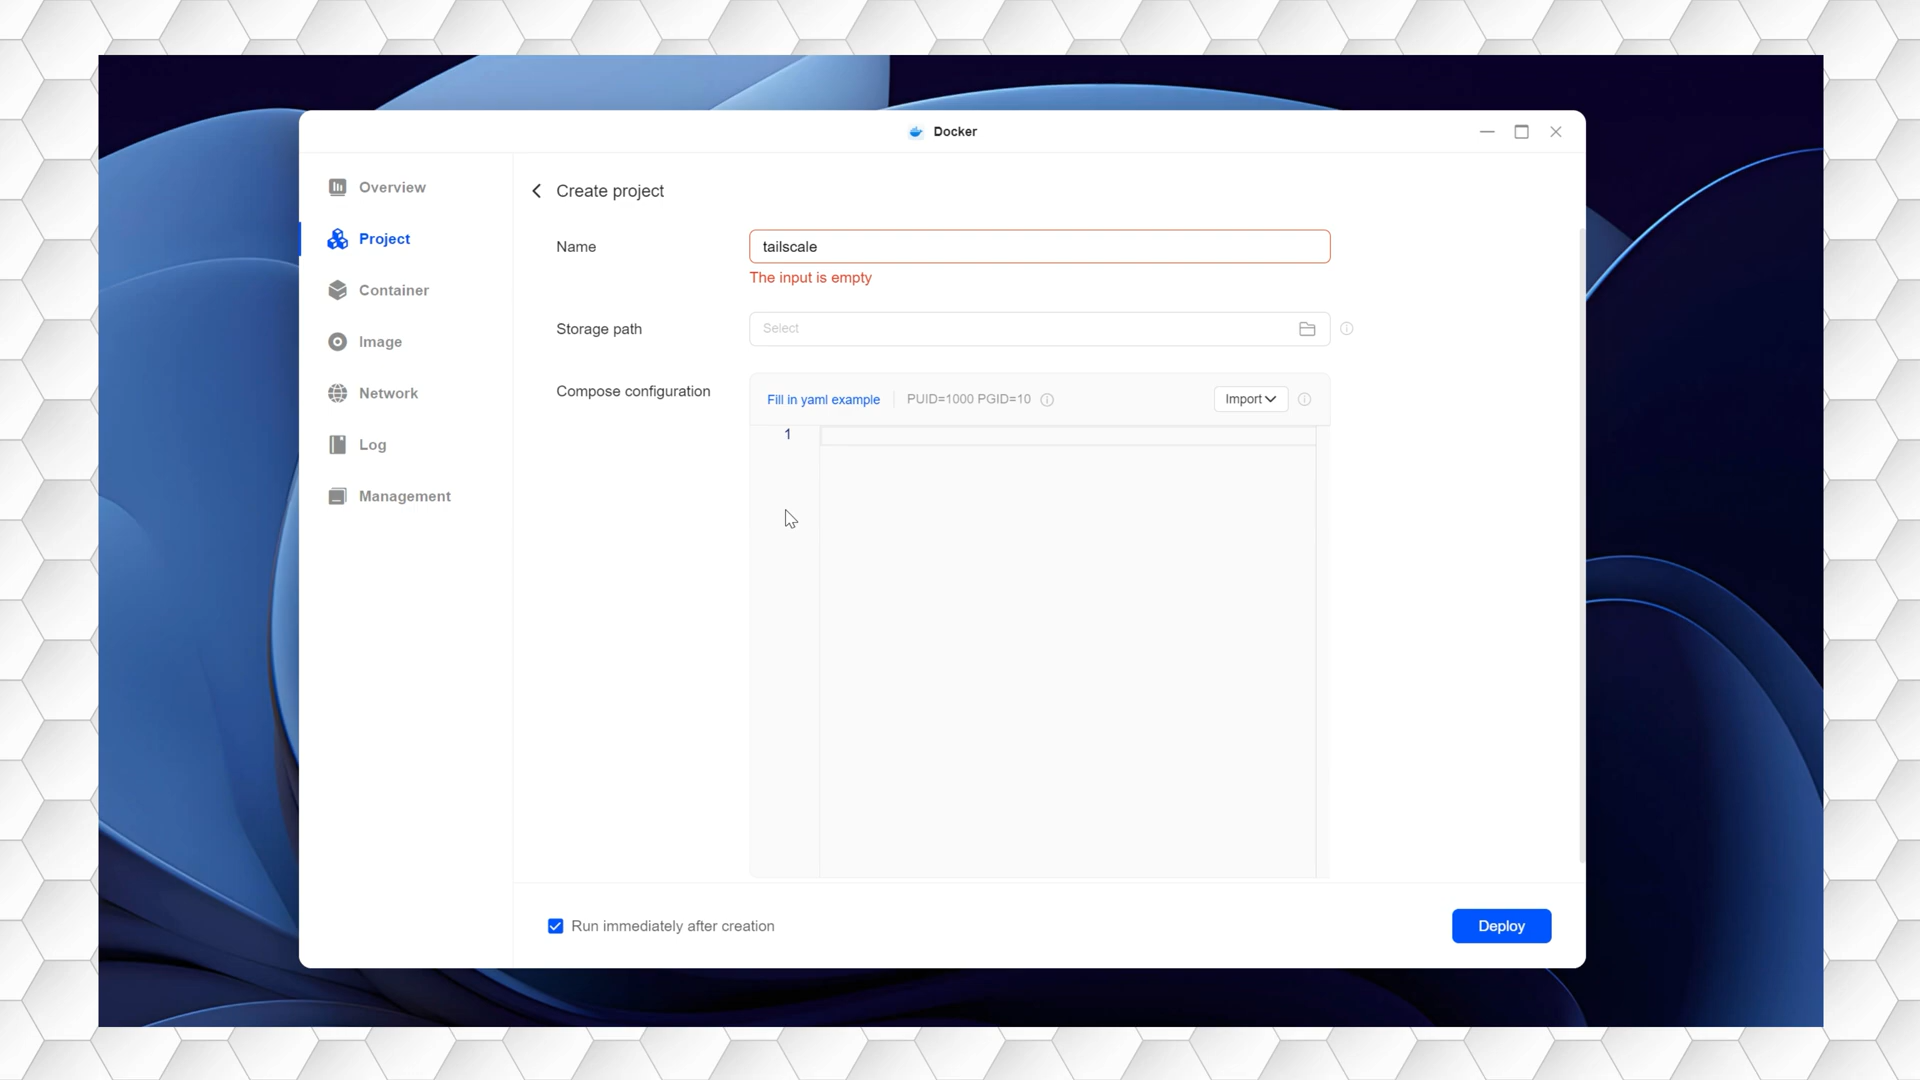 Docker
Overview
Project
Container
Image
Network
Log
Management
Create project
Name
tailscale
The input is empty
Storage path
Select
Compose configuration
Fill in yaml example
PUID=1000 PGID=10
Import
1
Run immediately after creation
Deploy